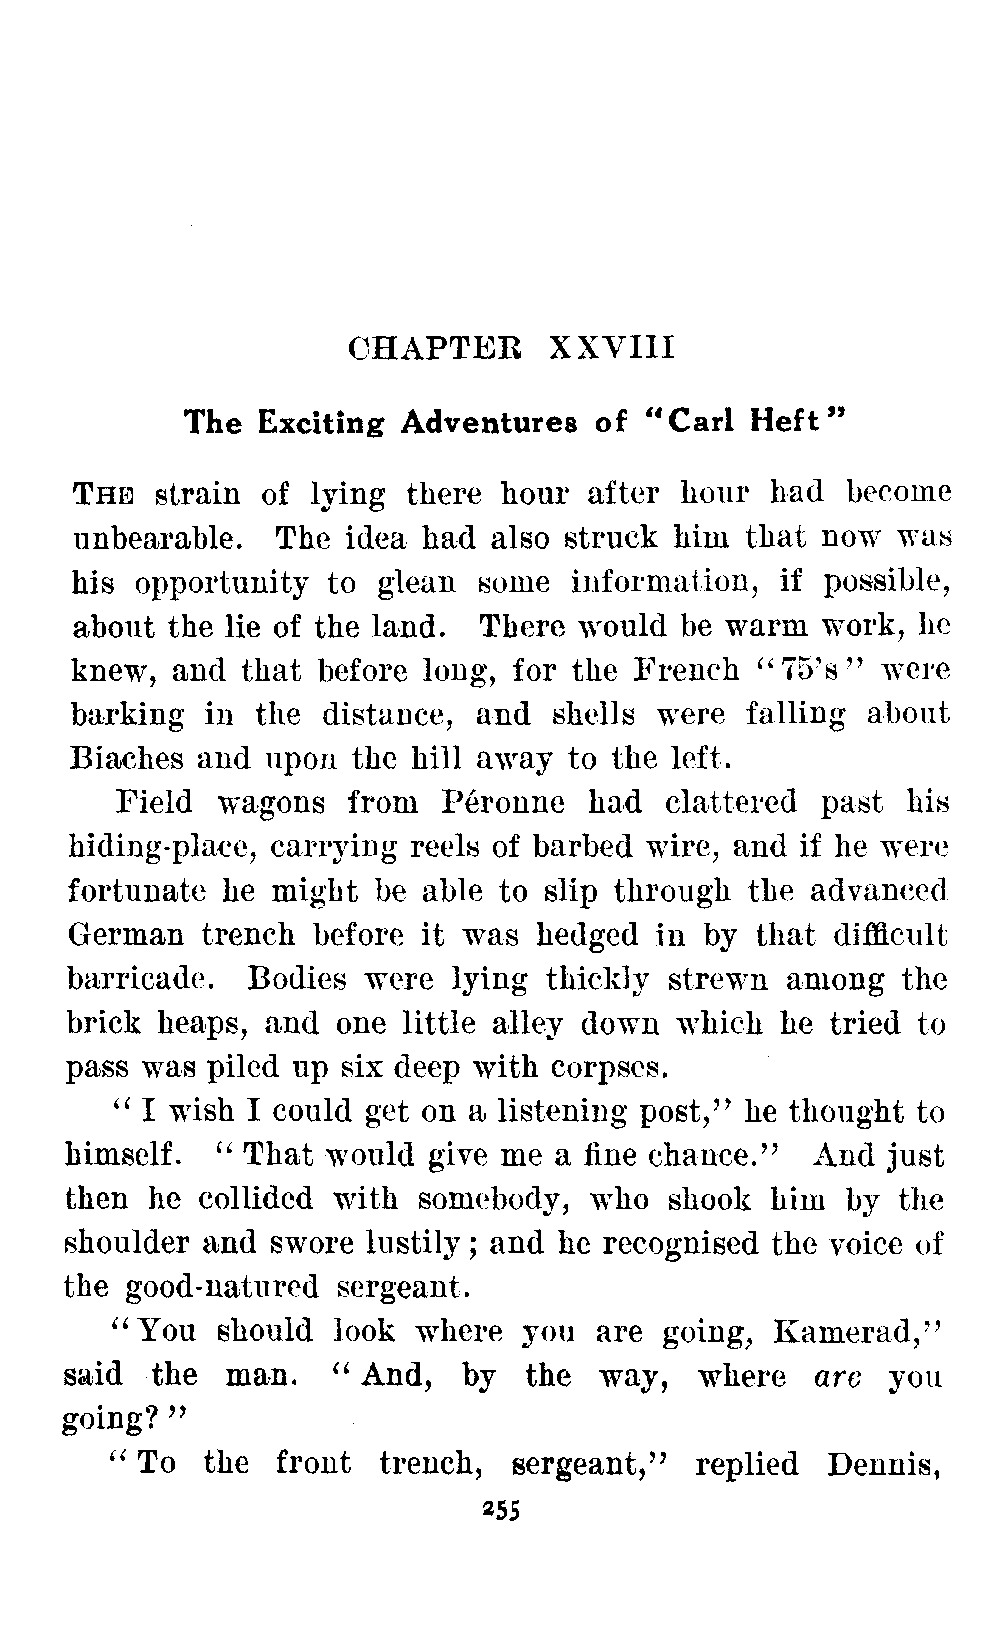 CHAPTER XXVIII
The Exciting Adventures of "Carl Heft"
THE strain of lying there hour after hour had become
unbearable. The idea had also struck him that now was
his opportunity to glean some information, if possible,
about the lie of the land. There would be warm work, he
knew, and that before long, for the French "75's" were
barking in the distance, and shells were falling about
Biaches and upon the hill away to the left.
Field wagons from Péronne had clattered past his
hiding-place, carrying reels of barbed wire, and if he were
fortunate he might be able to slip through the advanced
German trench before it was hedged in by that difficult
barricade. Bodies were lying thickly strewn among the
brick heaps, and one little alley down which he tried to
pass was piled up six deep with corpses.
"I wish I could get on a listening post," he thought to
himself. "That would give me a fine chance." And just
then he collided with somebody, who shook him by the
shoulder and swore lustily; and he recognised the voice of
the good-natured sergeant.
"You should look where you are going, Kamerad,"
said the man. "And, by the way, where are you
going?"
"To the front trench, sergeant," replied Dennis,
255